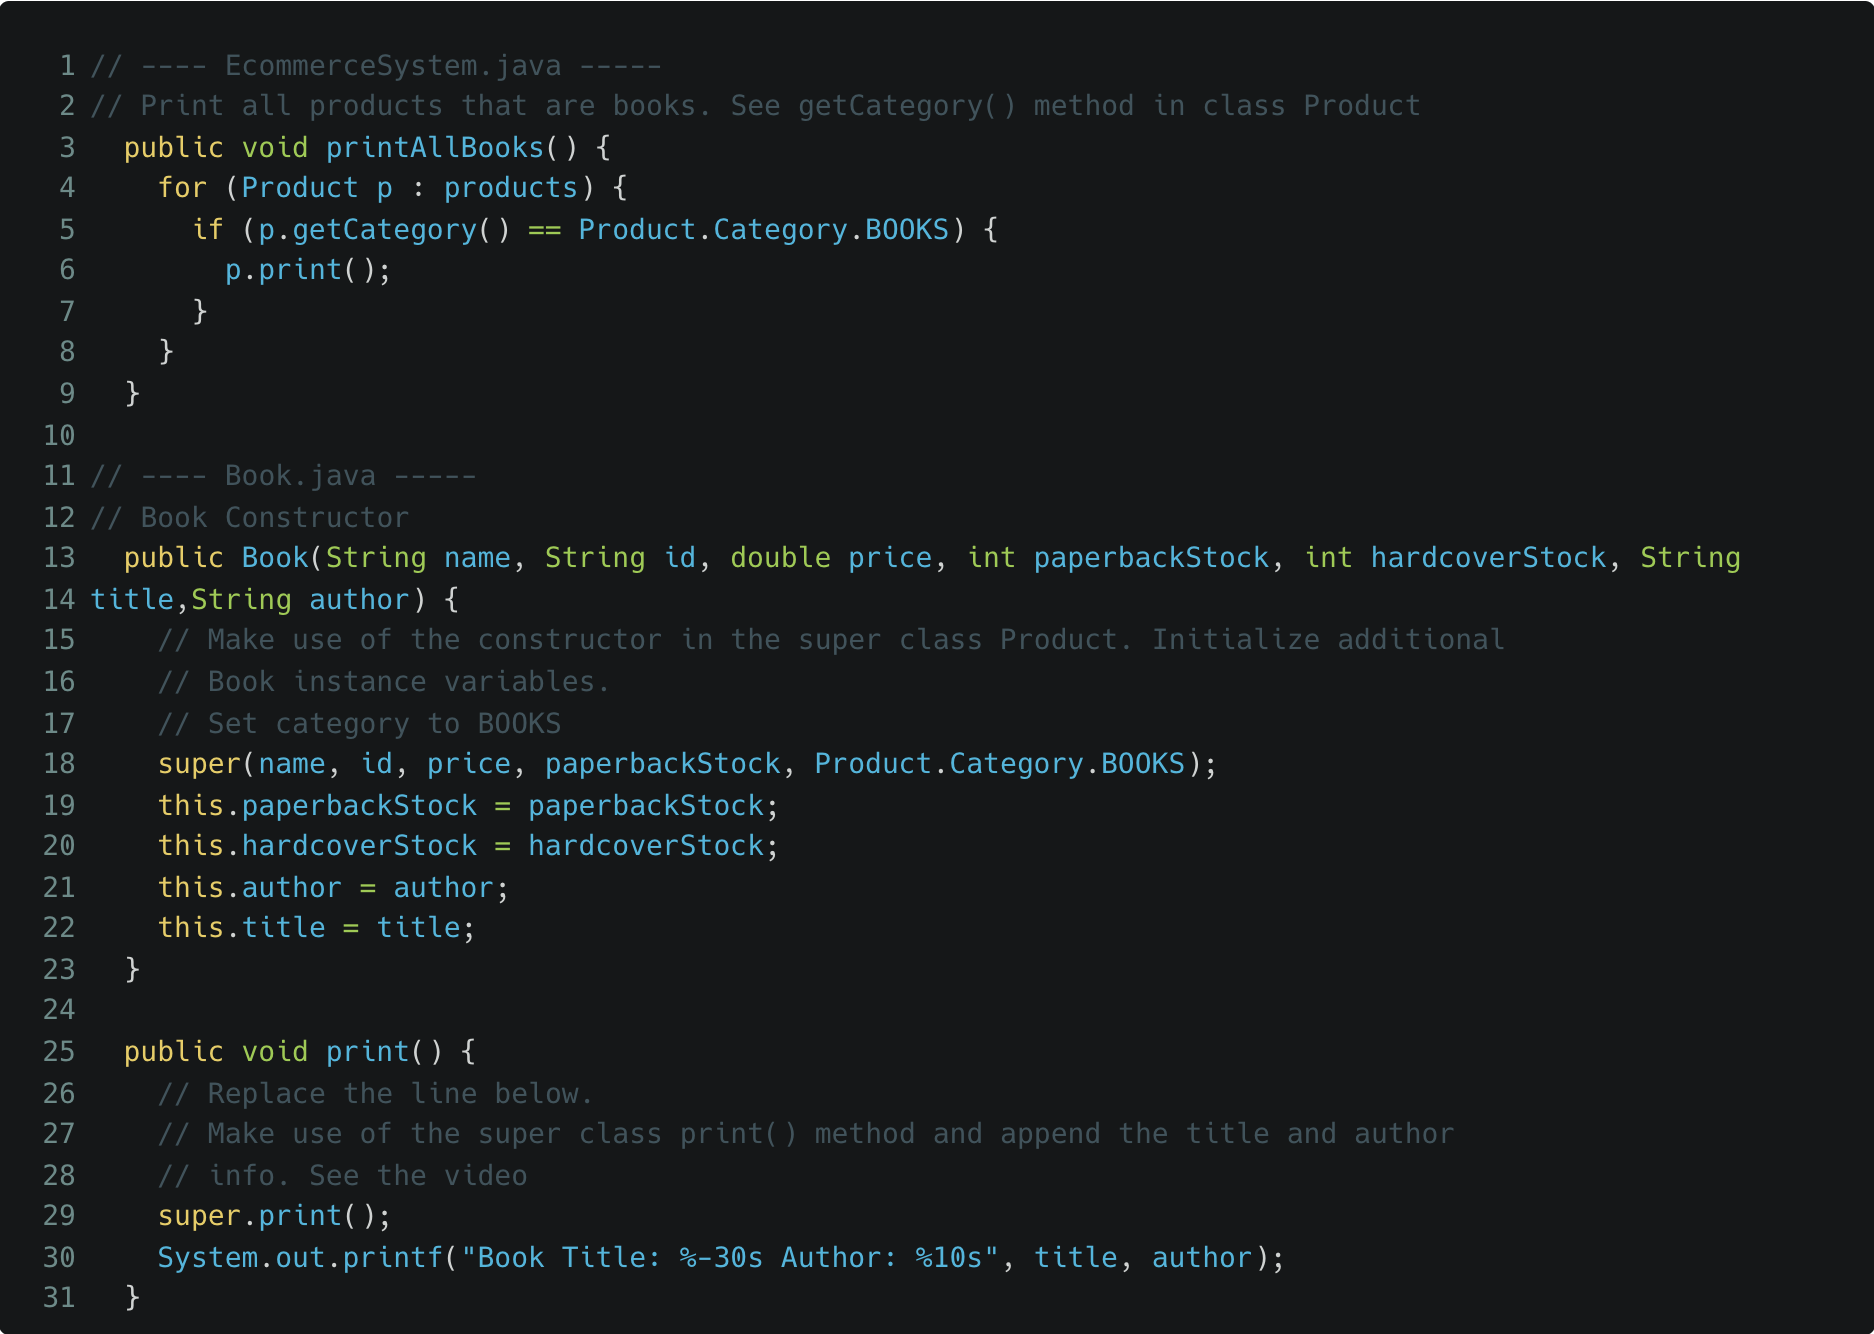 1 // ---- EcommerceSystem.java -----
2 // Print all products that are books. See getCategory() method in class Product
3   public void printAllBooks() {
4     for (Product p : products) {
5       if (p.getCategory() == Product.Category.BOOKS) {
6         p.print();
7       }
8     }
9   }
10
11 // ---- Book.java -----
12 // Book Constructor
13   public Book(String name, String id, double price, int paperbackStock, int hardcoverStock, String
14 title,String author) {
15     // Make use of the constructor in the super class Product. Initialize additional
16     // Book instance variables.
17     // Set category to BOOKS
18     super(name, id, price, paperbackStock, Product.Category.BOOKS);
19     this.paperbackStock = paperbackStock;
20     this.hardcoverStock = hardcoverStock;
21     this.author = author;
22     this.title = title;
23   }
24
25   public void print() {
26     // Replace the line below.
27     // Make use of the super class print() method and append the title and author
28     // info. See the video
29     super.print();
30     System.out.printf("Book Title: %-30s Author: %10s", title, author);
31   }